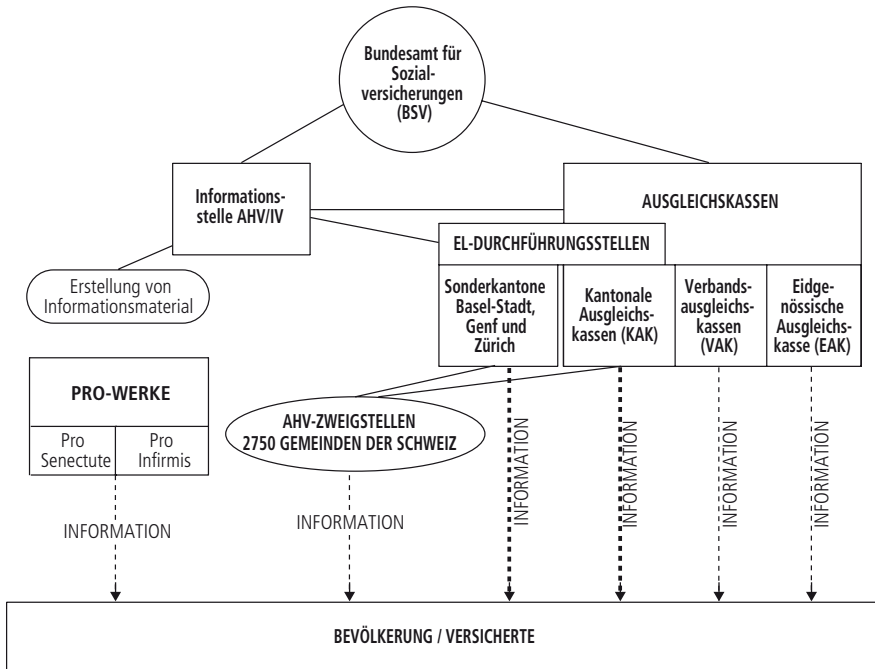 Bundesamt für
Sozial-
versicherungen
(BSV)
Informations-
stelle AHV/IV
AUSGLEICHSKASSEN
EL-DURCHFÜHRUNGSSTELLEN
Erstellung von
Informationsmaterial
Sonderkantone
Basel-Stadt,
Genf und
Zürich
Kantonale
Ausgleichs-
kassen (KAK)
Verbands-
ausgleichs-
kassen
(VAK)
Eidge-
nössische
Ausgleichs-
kasse (EAK)
PRO-WERKE
Pro
Senectute
Pro
Infirmis
AHV-ZWEIGSTELLEN
2750 GEMEINDEN DER SCHWEIZ
INFORMATION
INFORMATION
INFORMATION
INFORMATION
INFORMATION
INFORMATION
BEVÖLKERUNG / VERSICHERTE